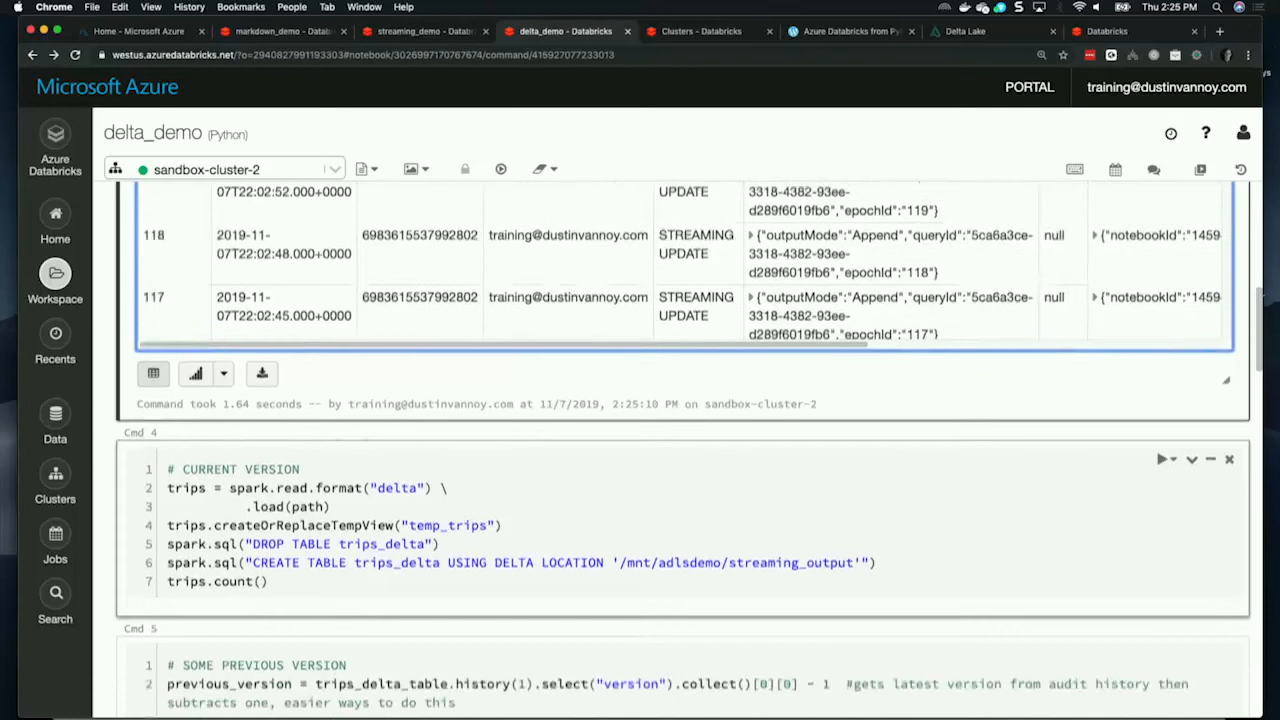 Chrome File Edit View History Bookmarks People Tab Window Help
Thu 2:25 PM
Home - Microsoft Azure
markdown_demo - Datab
streaming_demo - Datab
delta_demo - Databricks
Clusters - Databricks
Azure Databricks from Py
Delta Lake
Databricks
westus.azuredatabricks.net/?o=2940827991193303#notebook/3026997170767674/command/415927077233013
Microsoft Azure
PORTAL
training@dustinvannoy.com
Azure
Databricks
Home
Workspace
Recents
Data
Clusters
Jobs
Search
delta_demo (Python)
sandbox-cluster-2
07T22:02:52.000+0000 UPDATE 3318-4382-93ee-
d289f6019fb6","epochId":"119"}
118 2019-11- 6983615537992802 training@dustinvannoy.com STREAMING {"outputMode":"Append","queryId":"5ca6a3ce- null {"notebookId":"1459
07T22:02:48.000+0000 UPDATE 3318-4382-93ee-
d289f6019fb6","epochId":"118"}
117 2019-11- 6983615537992802 training@dustinvannoy.com STREAMING {"outputMode":"Append","queryId":"5ca6a3ce- null {"notebookId":"1459
07T22:02:45.000+0000 UPDATE 3318-4382-93ee-
d289f6019fb6","epochId":"117"}
Command took 1.64 seconds -- by training@dustinvannoy.com at 11/7/2019, 2:25:10 PM on sandbox-cluster-2
Cmd 4
1 # CURRENT VERSION
2 trips = spark.read.format("delta") \
3 .load(path)
4 trips.createOrReplaceTempView("temp_trips")
5 spark.sql("DROP TABLE trips_delta")
6 spark.sql("CREATE TABLE trips_delta USING DELTA LOCATION '/mnt/adlsdemo/streaming_output'")
7 trips.count()
Cmd 5
1 # SOME PREVIOUS VERSION
2 previous_version = trips_delta_table.history(1).select("version").collect()[0][0] - 1 #gets latest version from audit history then
subtracts one, easier ways to do this